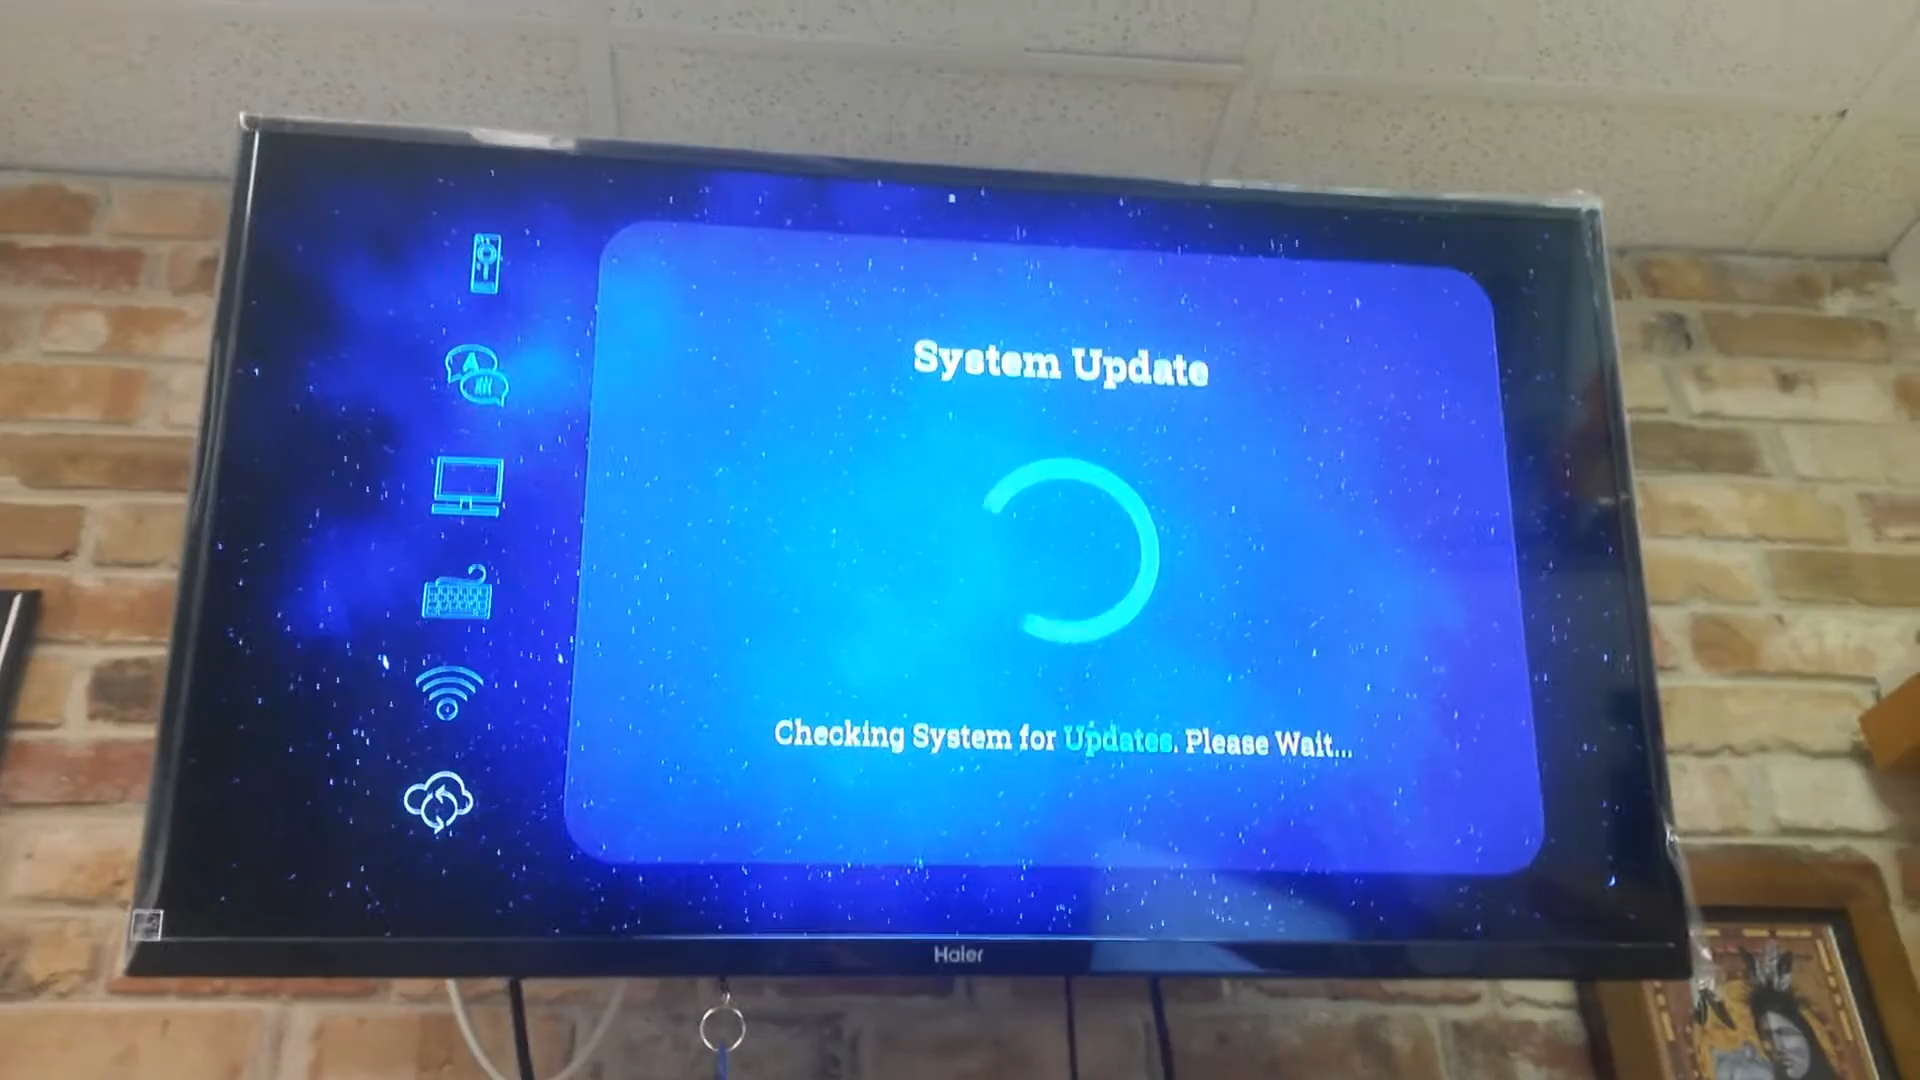 System Update
Checking System for Updates. Please Wait...
Haier